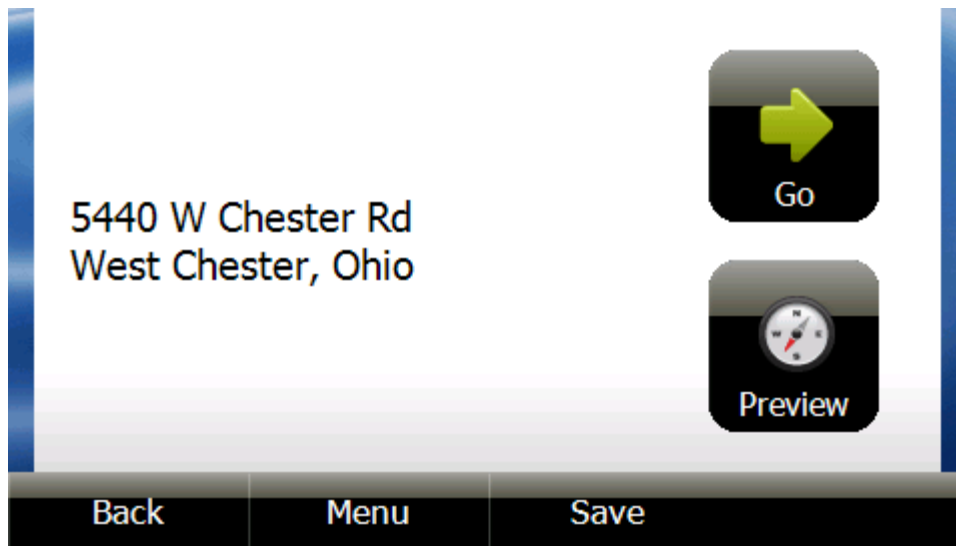 5440 W Chester Rd
West Chester, Ohio
Go
N
W E
S
Preview
Back Menu Save